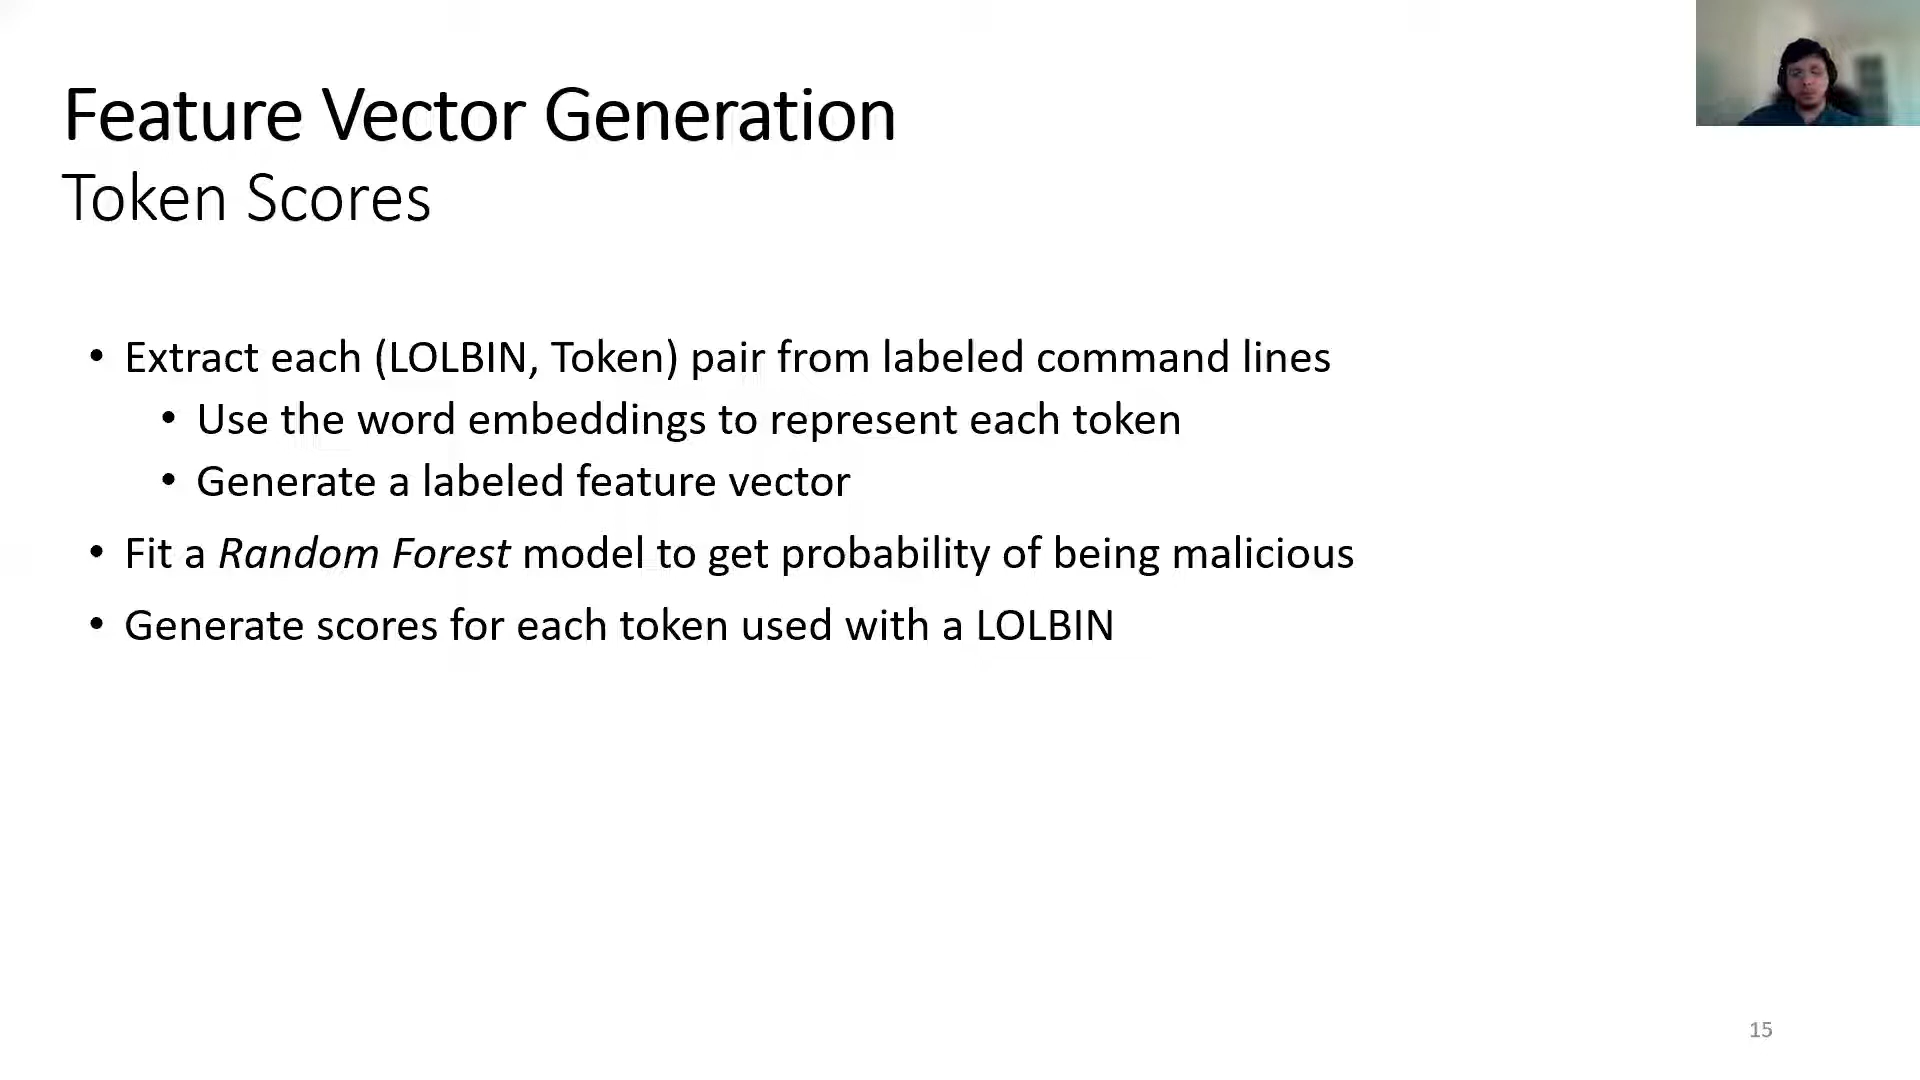 Feature Vector Generation
Token Scores
• Extract each (LOLBIN, Token) pair from labeled command lines
• Use the word embeddings to represent each token
• Generate a labeled feature vector
• Fit a Random Forest model to get probability of being malicious
• Generate scores for each token used with a LOLBIN
15